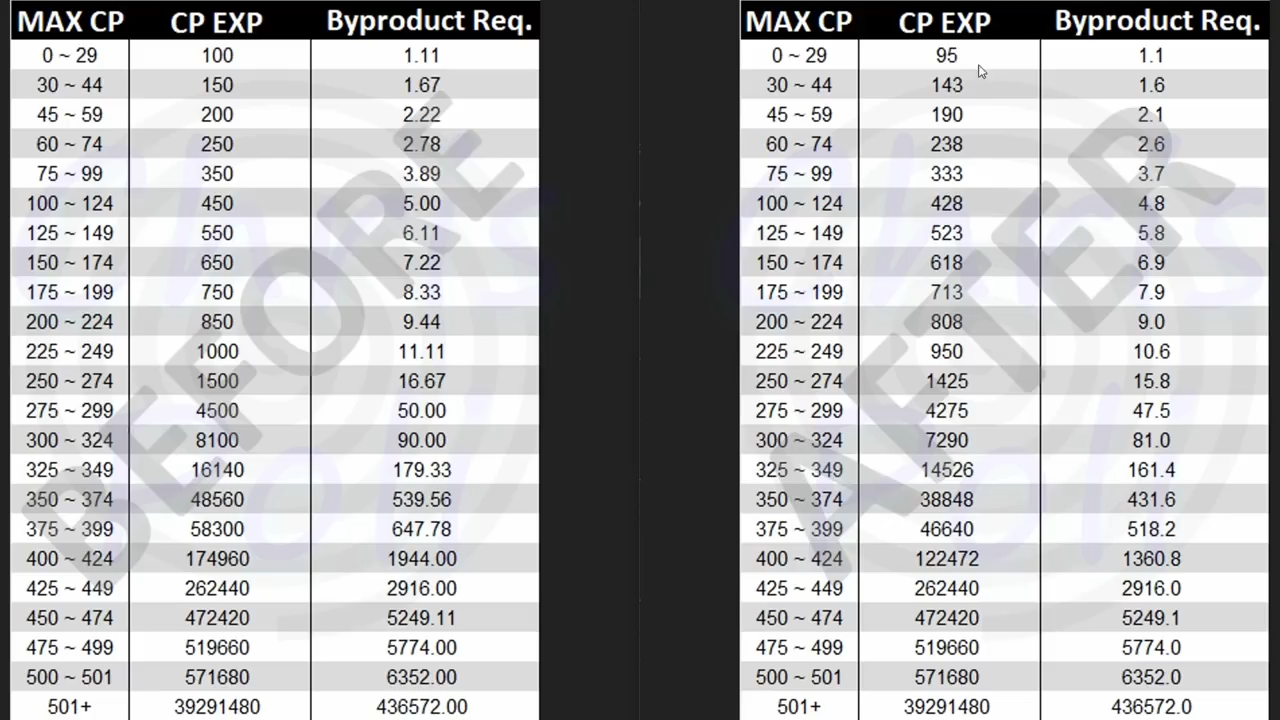 MAX CP CP EXP Byproduct Req.
0 ~ 29 100 1.11
30 ~ 44 150 1.67
45 ~ 59 200 2.22
60 ~ 74 250 2.78
75 ~ 99 350 3.89
100 ~ 124 450 5.00
125 ~ 149 550 6.11
150 ~ 174 650 7.22
175 ~ 199 750 8.33
200 ~ 224 850 9.44
225 ~ 249 1000 11.11
250 ~ 274 1500 16.67
275 ~ 299 4500 50.00
300 ~ 324 8100 90.00
325 ~ 349 16140 179.33
350 ~ 374 48560 539.56
375 ~ 399 58300 647.78
400 ~ 424 174960 1944.00
425 ~ 449 262440 2916.00
450 ~ 474 472420 5249.11
475 ~ 499 519660 5774.00
500 ~ 501 571680 6352.00
501+ 39291480 436572.00
BEFORE
MAX CP CP EXP Byproduct Req.
0 ~ 29 95 1.1
30 ~ 44 143 1.6
45 ~ 59 190 2.1
60 ~ 74 238 2.6
75 ~ 99 333 3.7
100 ~ 124 428 4.8
125 ~ 149 523 5.8
150 ~ 174 618 6.9
175 ~ 199 713 7.9
200 ~ 224 808 9.0
225 ~ 249 950 10.6
250 ~ 274 1425 15.8
275 ~ 299 4275 47.5
300 ~ 324 7290 81.0
325 ~ 349 14526 161.4
350 ~ 374 38848 431.6
375 ~ 399 46640 518.2
400 ~ 424 122472 1360.8
425 ~ 449 262440 2916.0
450 ~ 474 472420 5249.1
475 ~ 499 519660 5774.0
500 ~ 501 571680 6352.0
501+ 39291480 436572.0
AFTER